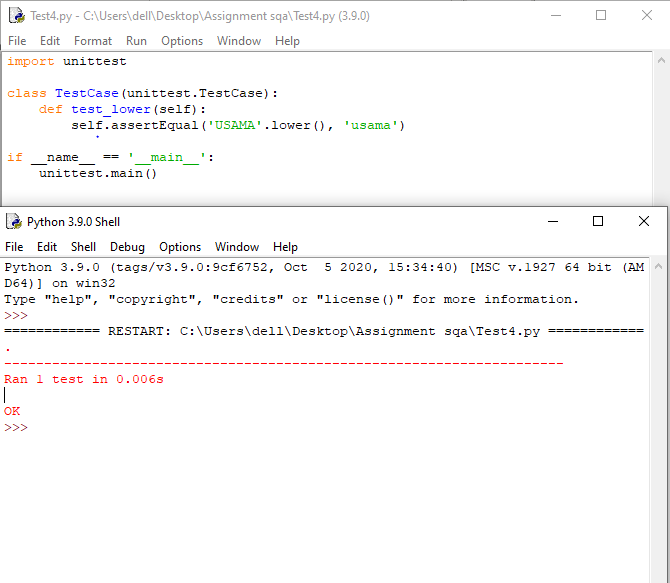 Test4.py - C:\Users\dell\Desktop\Assignment sqa\Test4.py (3.9.0)
File Edit Format Run Options Window Help
import unittest
class TestCase(unittest.TestCase):
    def test_lower(self):
        self.assertEqual('USAMA'.lower(), 'usama')
if __name__ == '__main__':
    unittest.main()
Python 3.9.0 Shell
File Edit Shell Debug Options Window Help
Python 3.9.0 (tags/v3.9.0:9cf6752, Oct  5 2020, 15:34:40) [MSC v.1927 64 bit (AM
D64)] on win32
Type "help", "copyright", "credits" or "license()" for more information.
>>>
============ RESTART: C:\Users\dell\Desktop\Assignment sqa\Test4.py ============
.
----------------------------------------------------------------------
Ran 1 test in 0.006s
OK
>>>